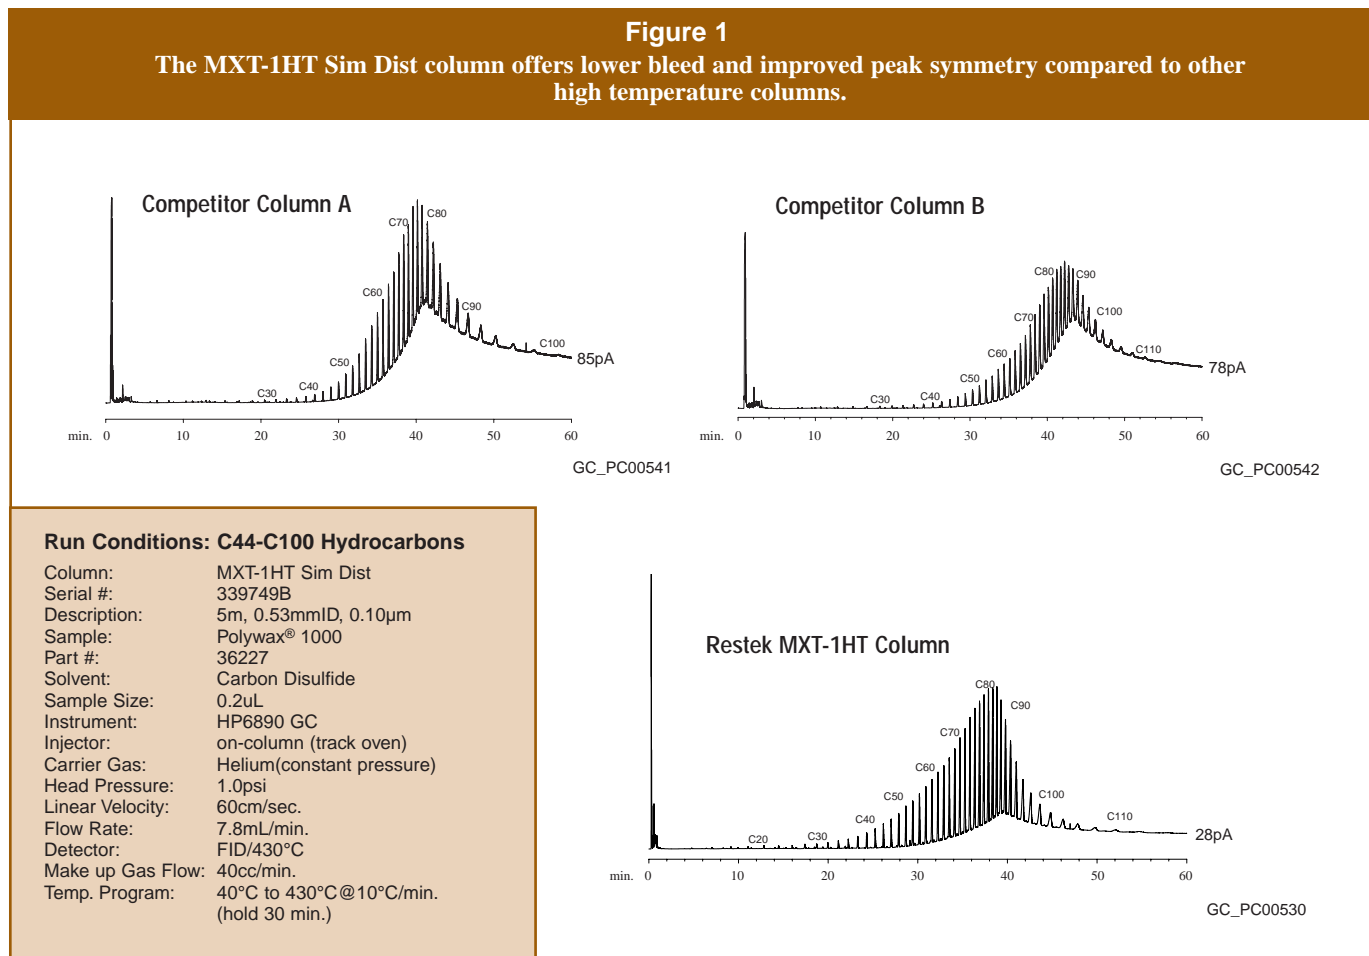 Figure 1
The MXT-1HT Sim Dist column offers lower bleed and improved peak symmetry compared to other
high temperature columns.
Competitor Column A
C30
C40
C50
C60
C70
C80
C90
C100
85pA
min. 0 10 20 30 40 50 60
GC_PC00541
Competitor Column B
C30
C40
C50
C60
C70
C80
C90
C100
C110
78pA
min. 0 10 20 30 40 50 60
GC_PC00542
Run Conditions: C44-C100 Hydrocarbons
Column: MXT-1HT Sim Dist
Serial #: 339749B
Description: 5m, 0.53mmID, 0.10µm
Sample: Polywax® 1000
Part #: 36227
Solvent: Carbon Disulfide
Sample Size: 0.2uL
Instrument: HP6890 GC
Injector: on-column (track oven)
Carrier Gas: Helium(constant pressure)
Head Pressure: 1.0psi
Linear Velocity: 60cm/sec.
Flow Rate: 7.8mL/min.
Detector: FID/430°C
Make up Gas Flow: 40cc/min.
Temp. Program: 40°C to 430°C@10°C/min.
(hold 30 min.)
Restek MXT-1HT Column
C20
C30
C40
C50
C60
C70
C80
C90
C100
C110
28pA
min. 0 10 20 30 40 50 60
GC_PC00530